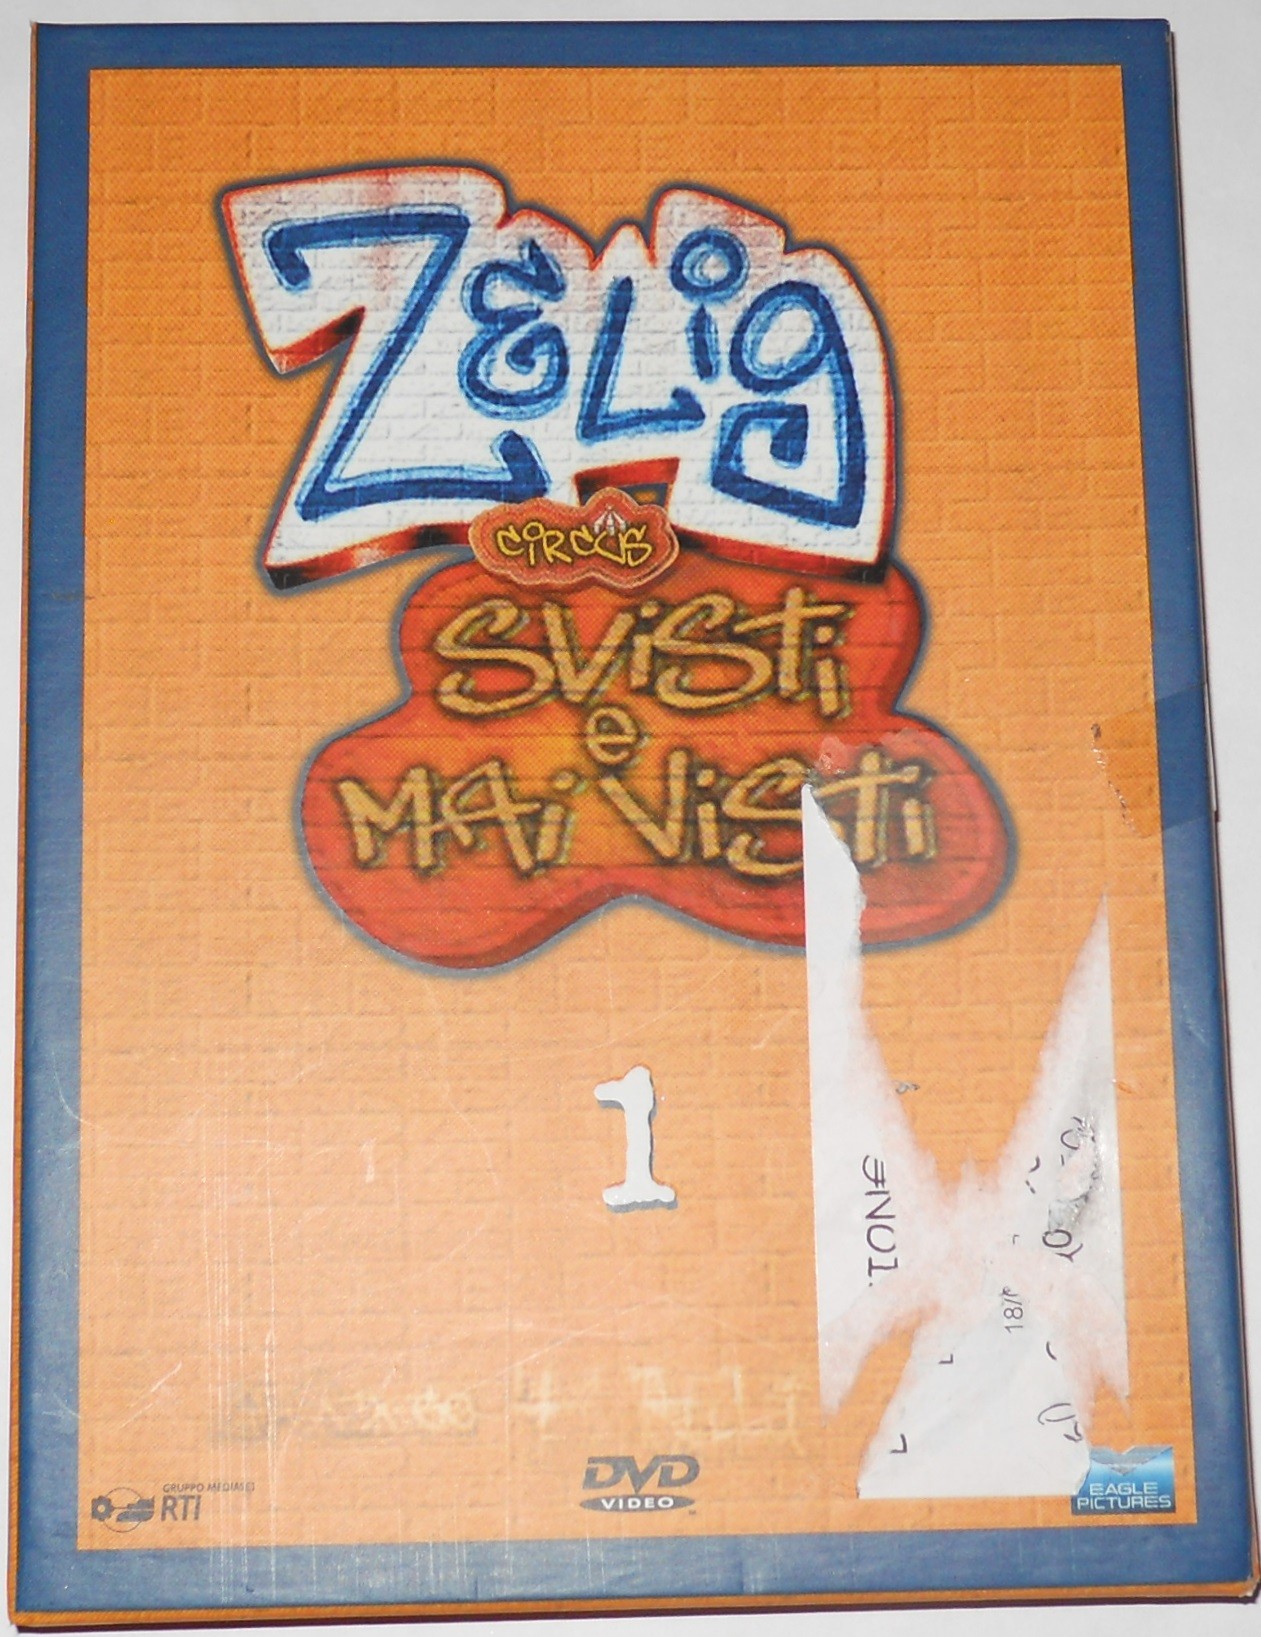 ZELiG
CiRCUS
SViSTi
e
MAi ViSTi
1
DVD
VIDEO
GRUPPO MEDIASET
RTI
EAGLE
PICTURES